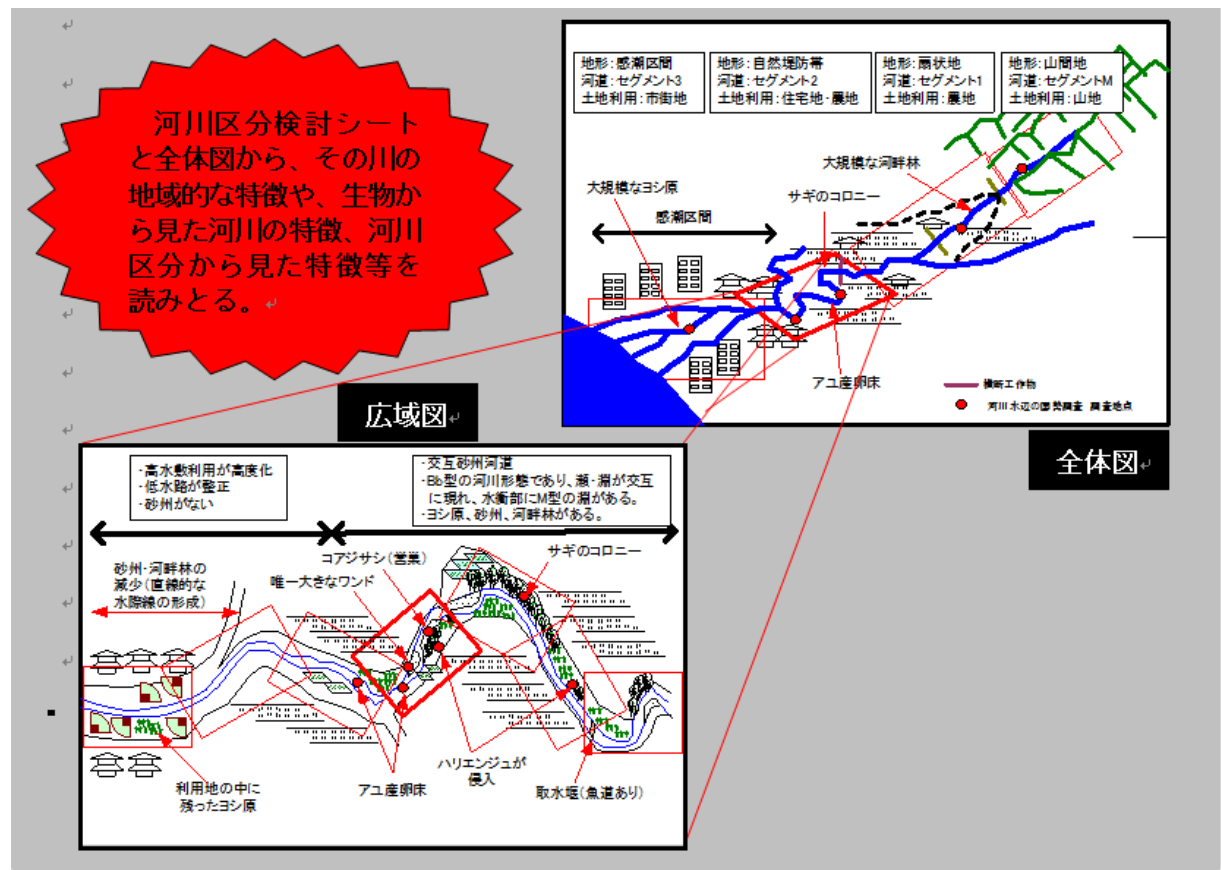 河川区分検討シート
と全体図から、その川の
地域的な特徴や、生物か
ら見た河川の特徴、河川
区分から見た特徴等を
読みとる。
地形:感潮区間
河道:セグメント3
土地利用:市街地
地形:自然堤防帯
河道:セグメント2
土地利用:住宅地・農地
地形:扇状地
河道:セグメント1
土地利用:農地
地形:山間地
河道:セグメントM
土地利用:山地
大規模な河畔林
大規模なヨシ原
サギのコロニー
感潮区間
アユ産卵床
横断工作物
河川水辺の国勢調査 調査地点
全体図
広域図
・高水敷利用が高度化
・低水路が整正
・砂州がない
・交互砂州河道
・Bb型の河川形態であり、瀬・淵が交互
に現れ、水衝部にM型の淵がある。
・ヨシ原、砂州、河畔林がある。
砂州・河畔林の
減少(直線的な
水際線の形成)
コアジサシ(営巣)
サギのコロニー
唯一大きなワンド
利用地の中に
残ったヨシ原
アユ産卵床
ハリエンジュが
侵入
取水堰(魚道あり)